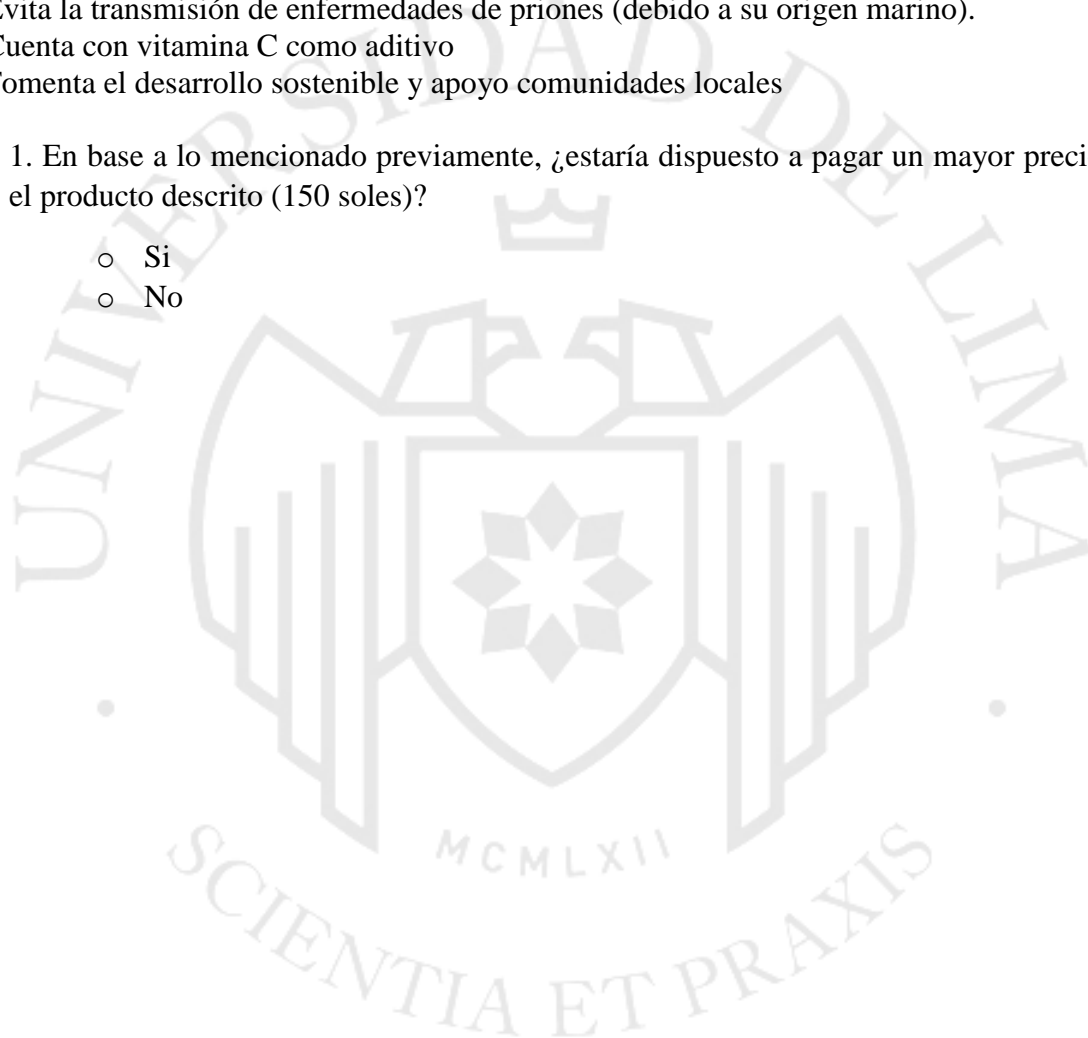 Evita la transmisión de enfermedades de priones (debido a su origen marino).
Cuenta con vitamina C como aditivo
Fomenta el desarrollo sostenible y apoyo comunidades locales
1. En base a lo mencionado previamente, ¿estaría dispuesto a pagar un mayor preci
el producto descrito (150 soles)?
Si
No
UNIVERSIDAD DE LIMA
MCMLXII
SCIENTIA ET PRAXIS